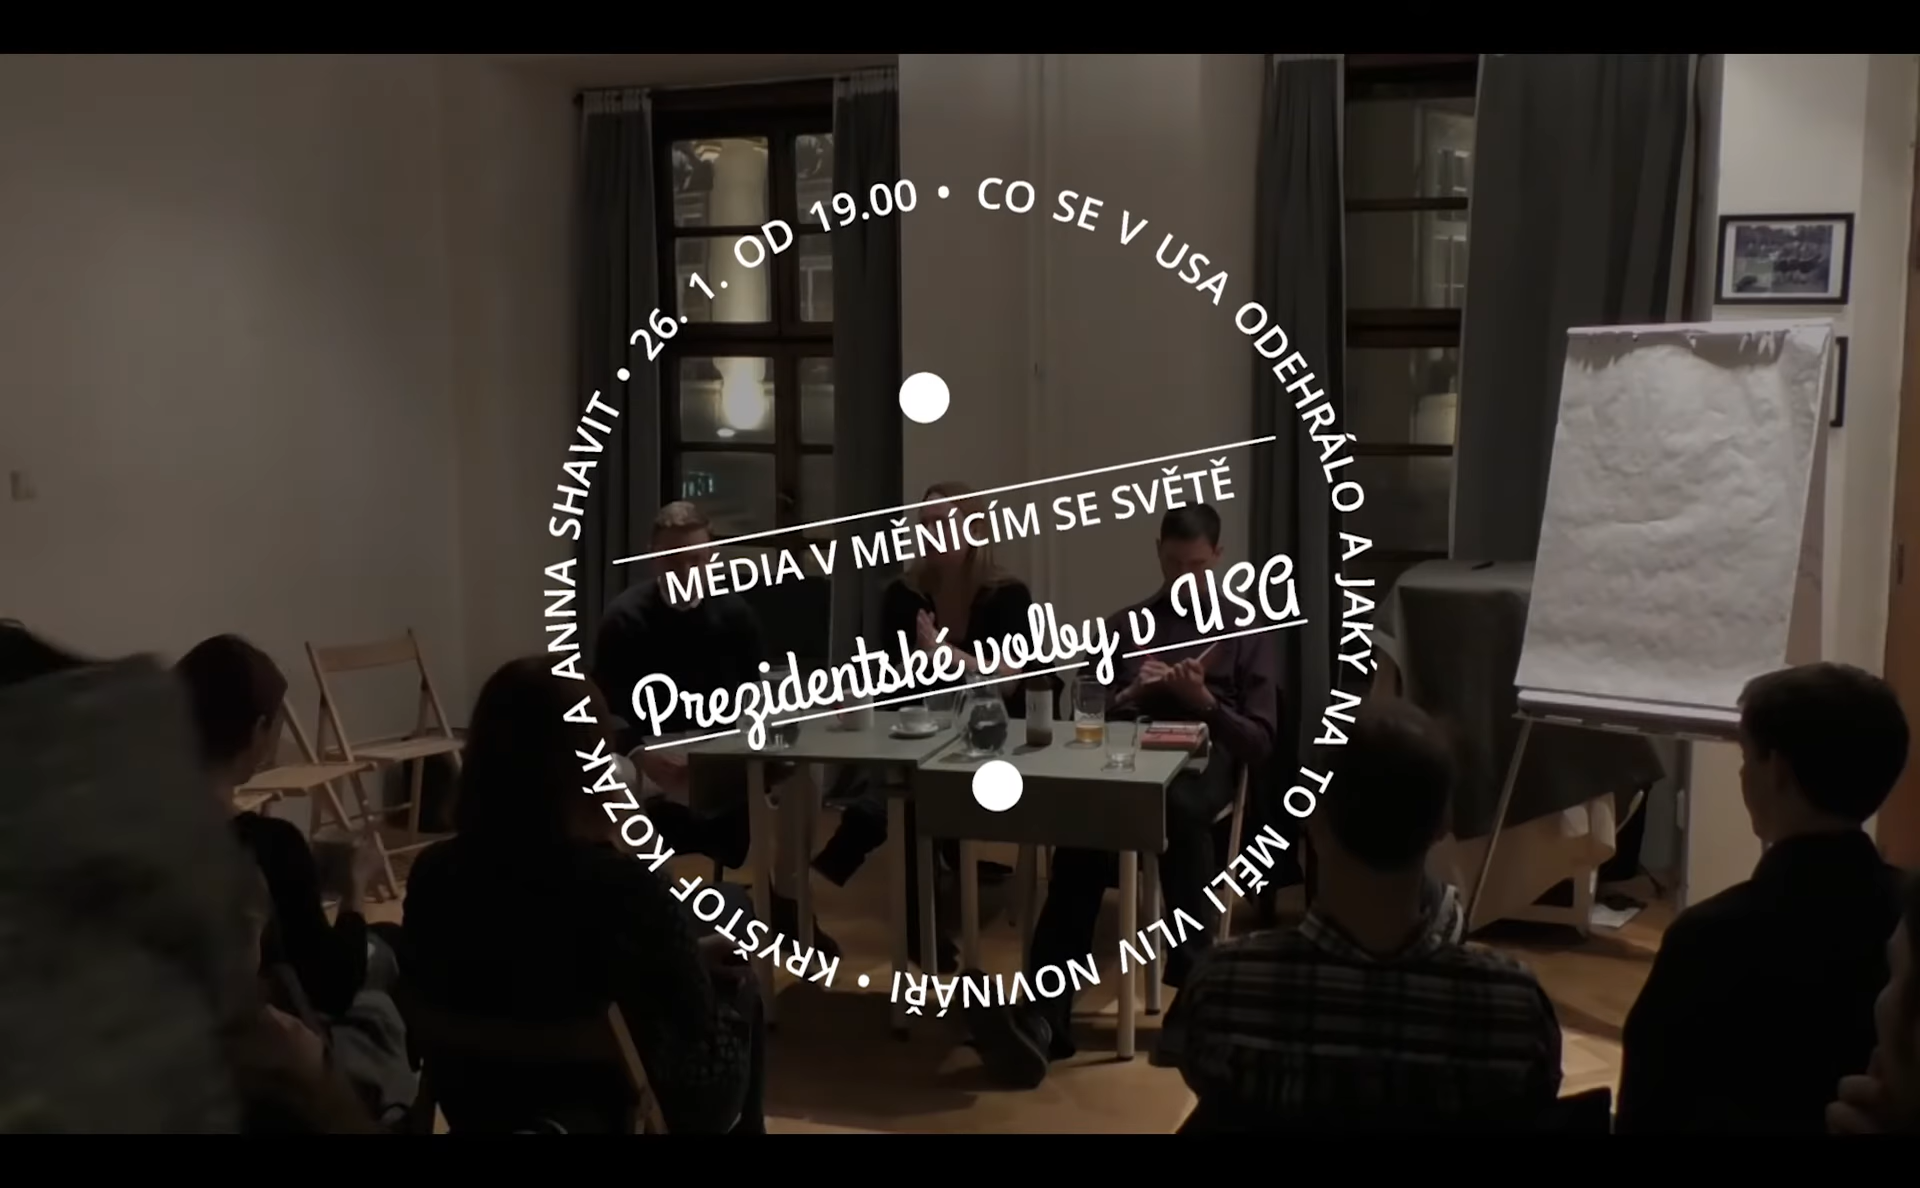 26. 1. OD 19.00 • CO SE V USA ODEHRÁLO A JAKÝ NA TO MĚLI VLIV NOVINÁŘI • KRYŠTOF KOZÁK A ANNA SHAVIT •
MÉDIA V MĚNÍCÍM SE SVĚTĚ
Prezidentské volby v USA